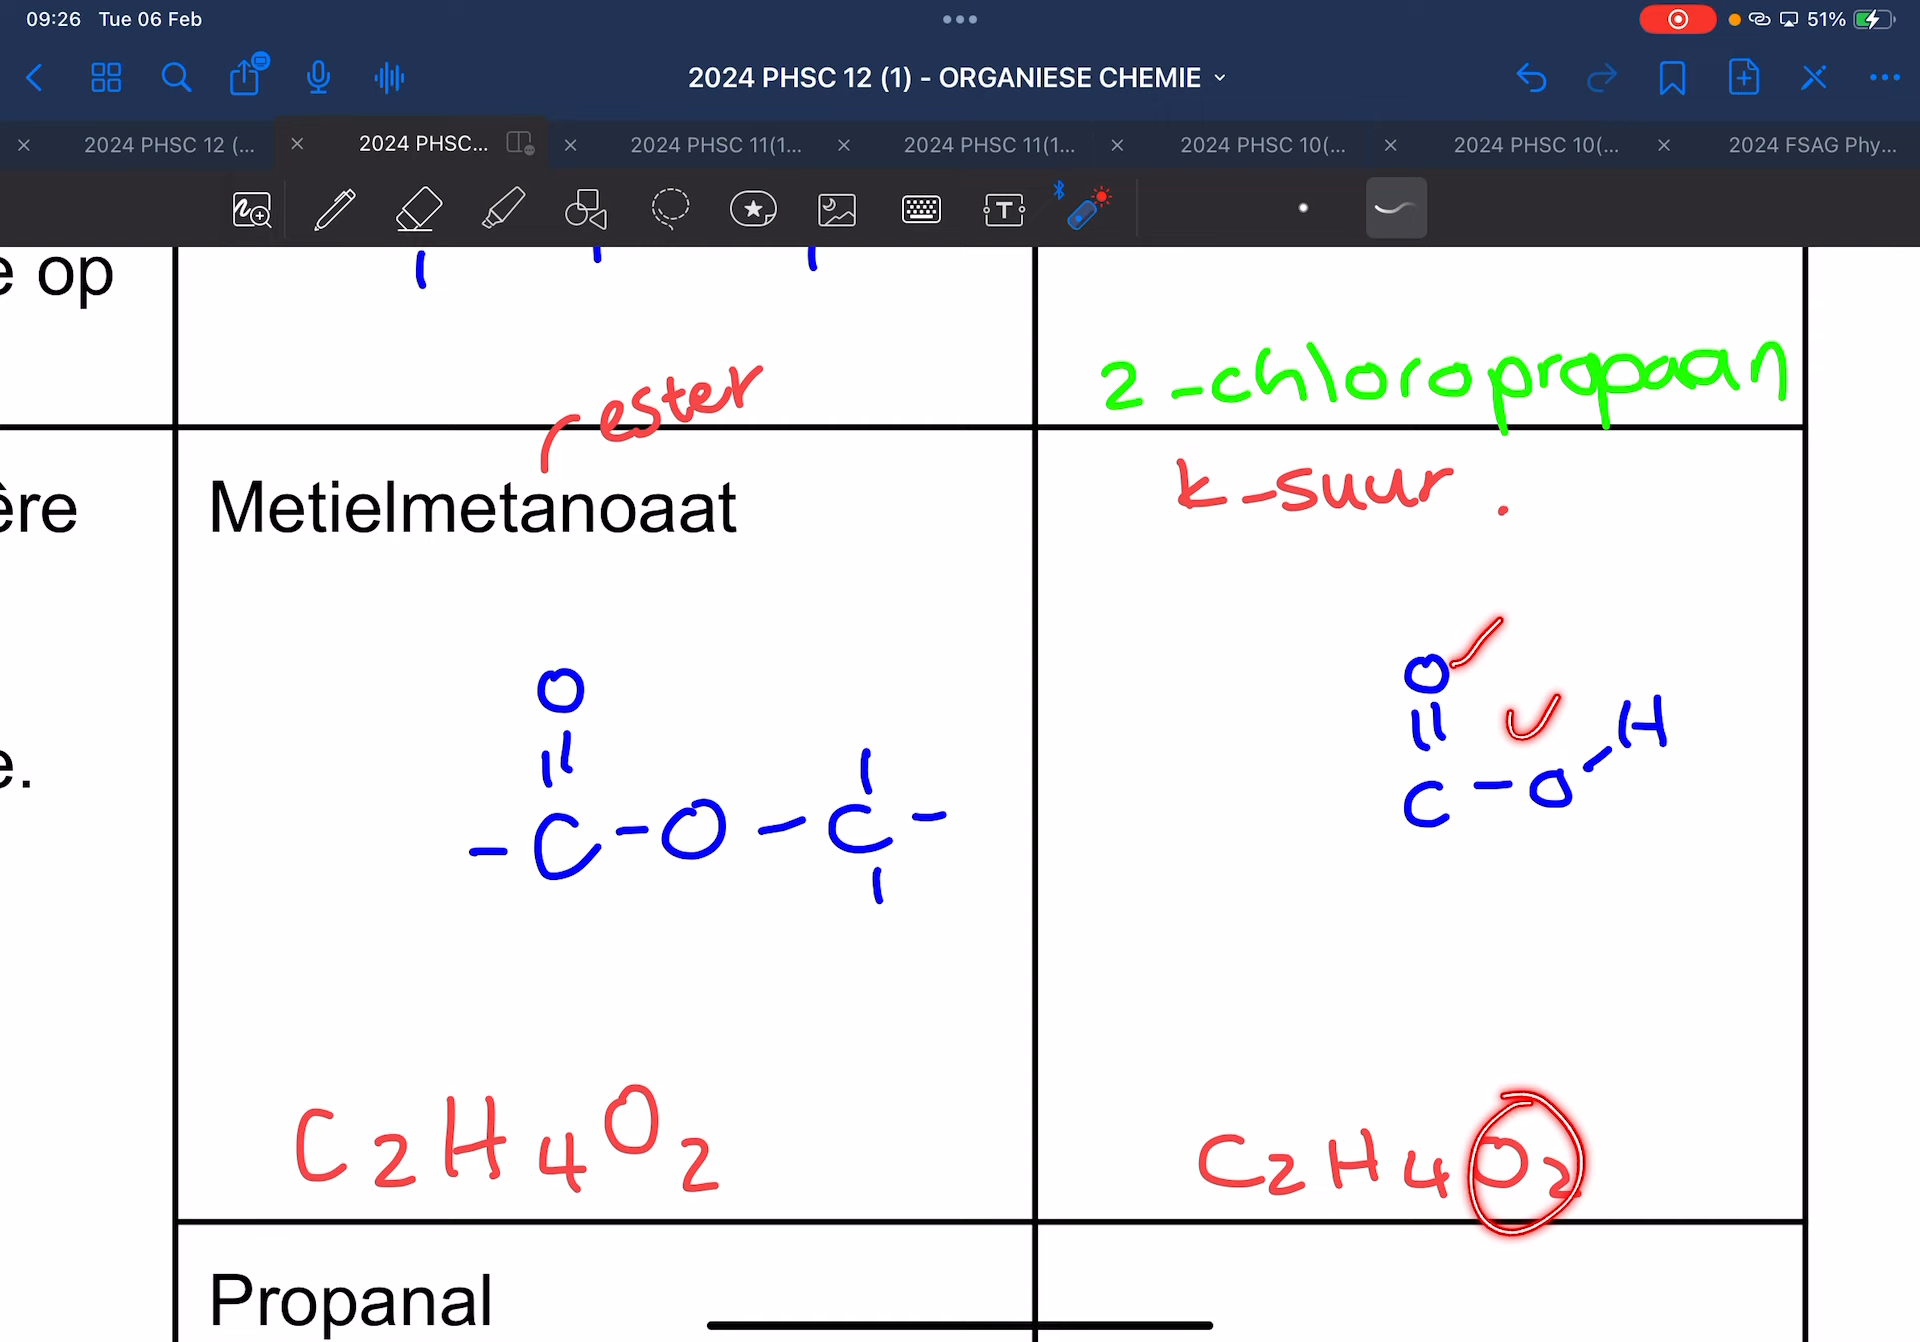 09:26 Tue 06 Feb
51%
2024 PHSC 12 (1) - ORGANIESE CHEMIE
2024 PHSC 12 (...
2024 PHSC...
2024 PHSC 11(1...
2024 PHSC 11(1...
2024 PHSC 10(...
2024 PHSC 10(...
2024 FSAG Phy...
T
op
2-chloropropaan
ester
k-suur.
ère
Metielmetanoaat
O
C-O-C-
O
C-O-H
e.
C2H4O2
C2H4O2
Propanal